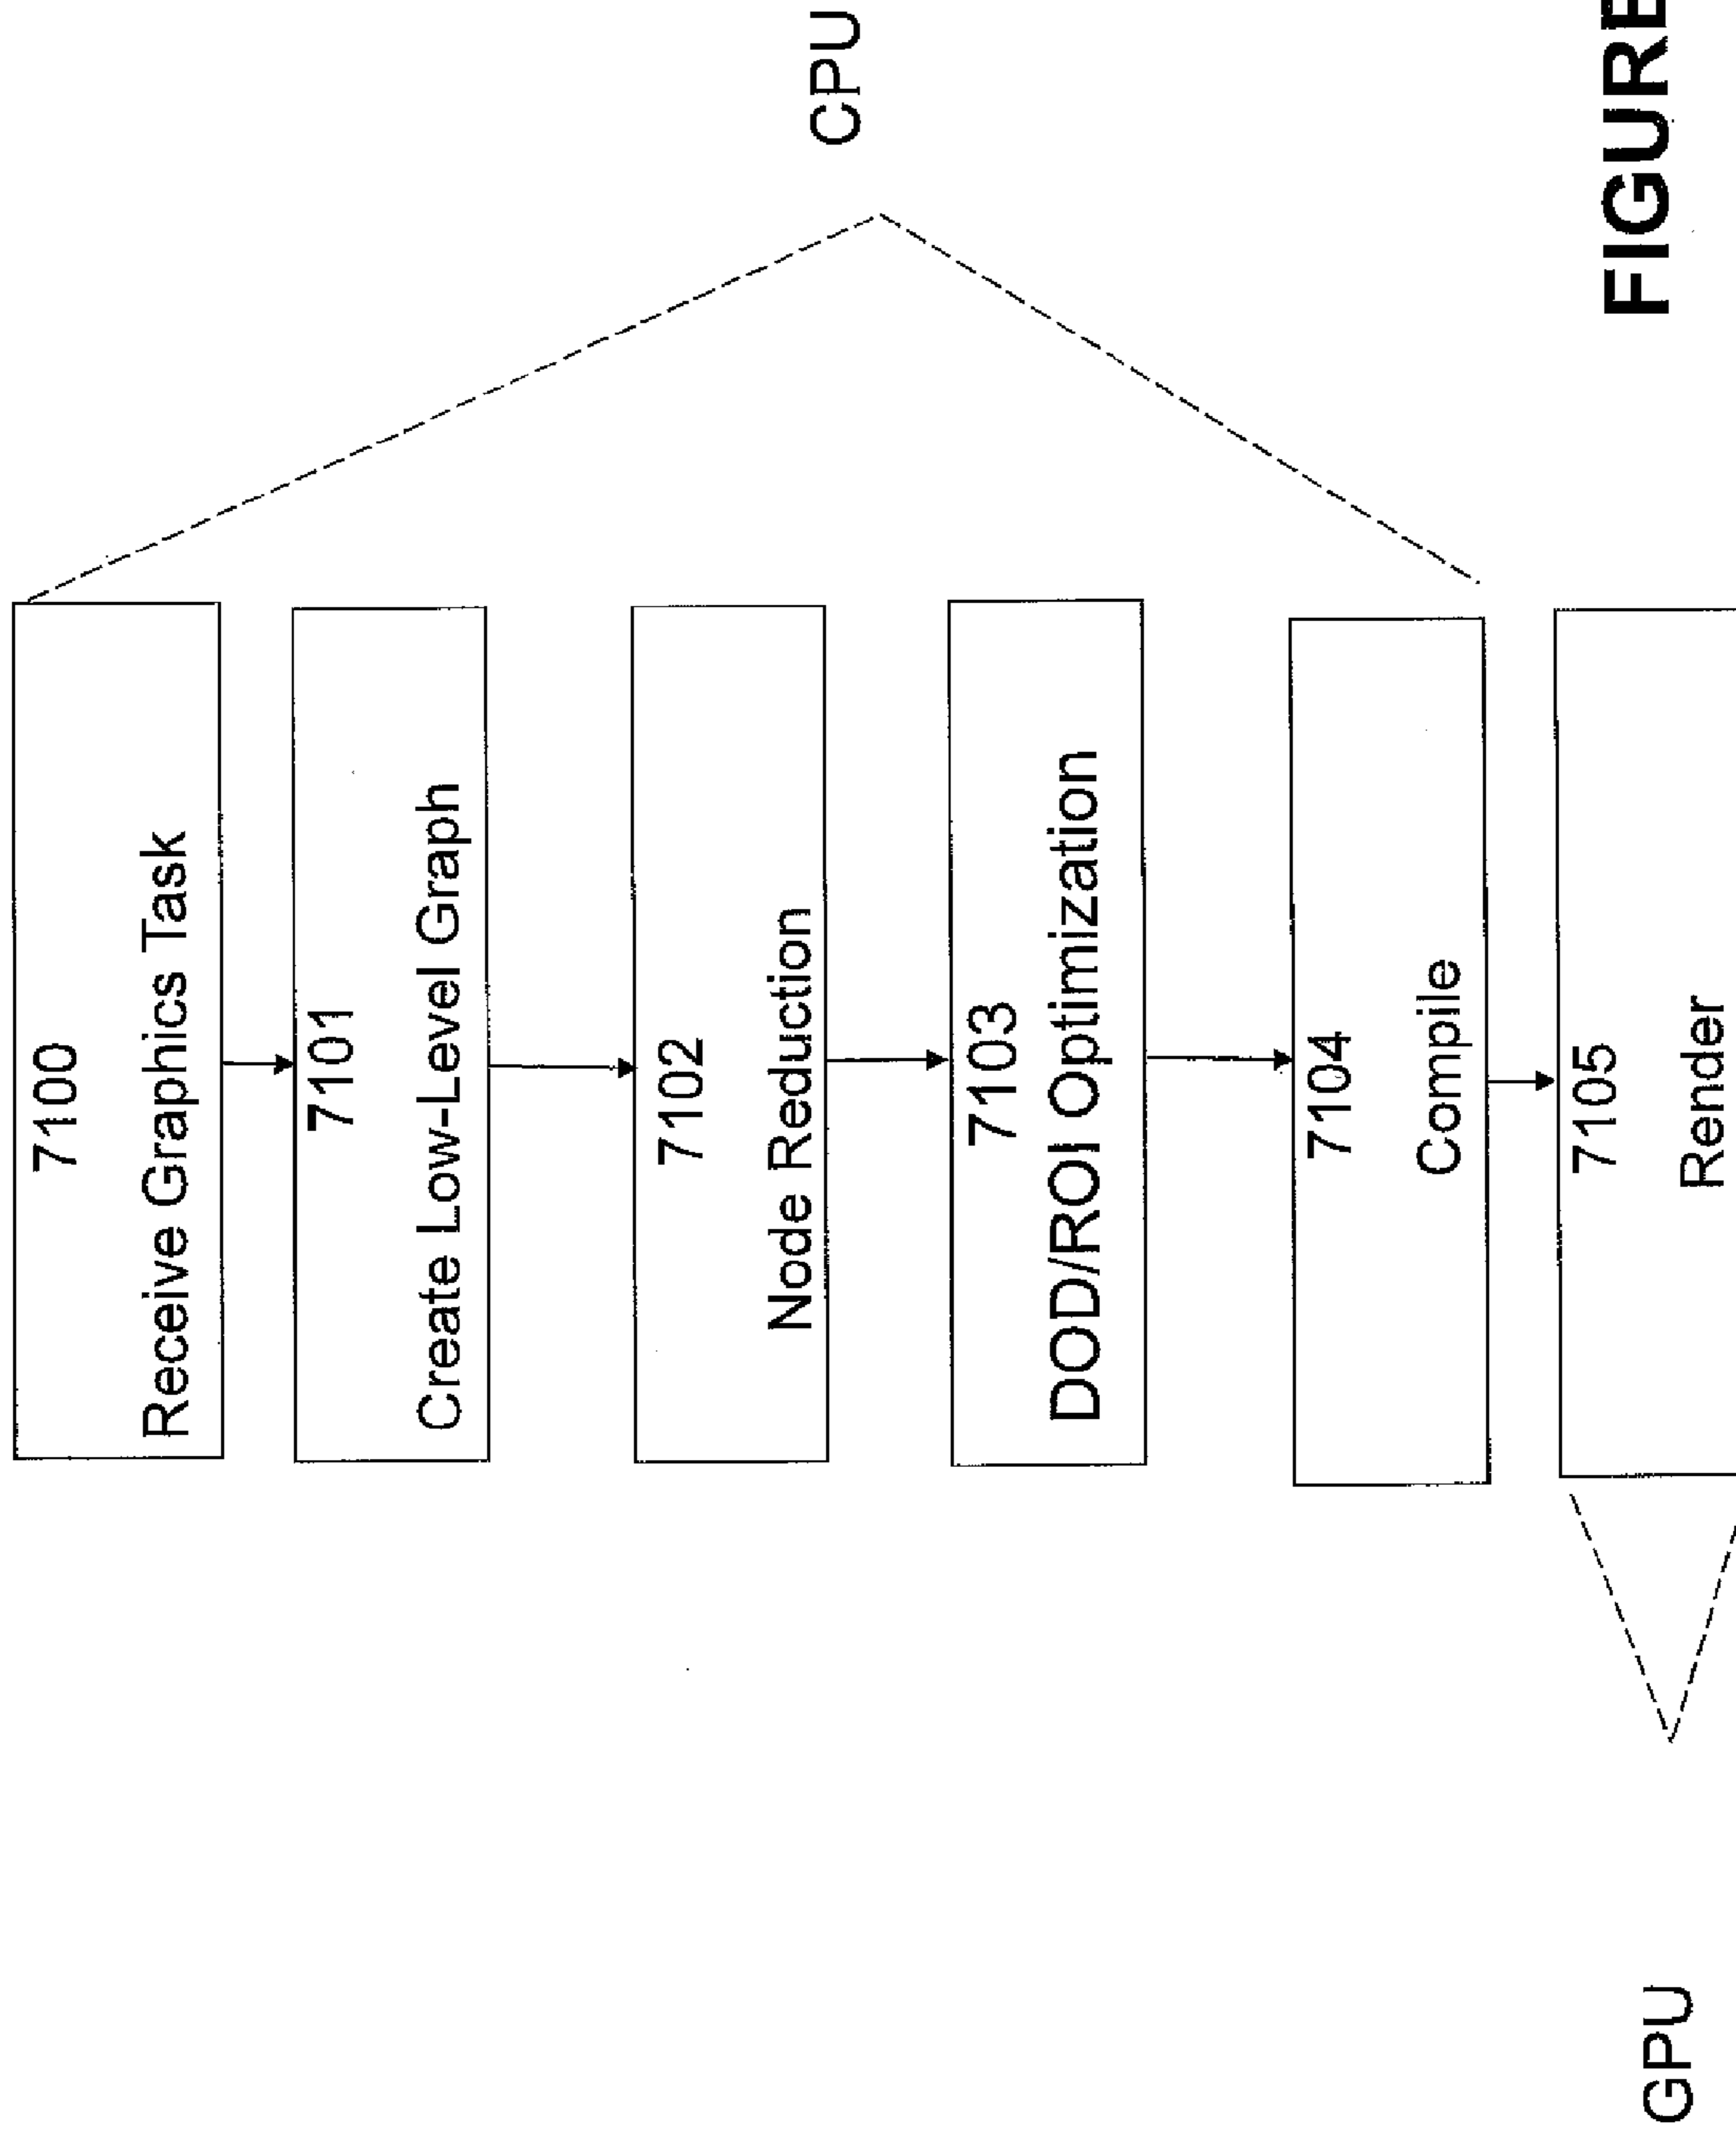 7100
Receive Graphics Task
7101
Create Low-Level Graph
7102
Node Reduction
7103
DOD/ROI Optimization
7104
Compile
7105
Render
CPU
GPU
FIGURE